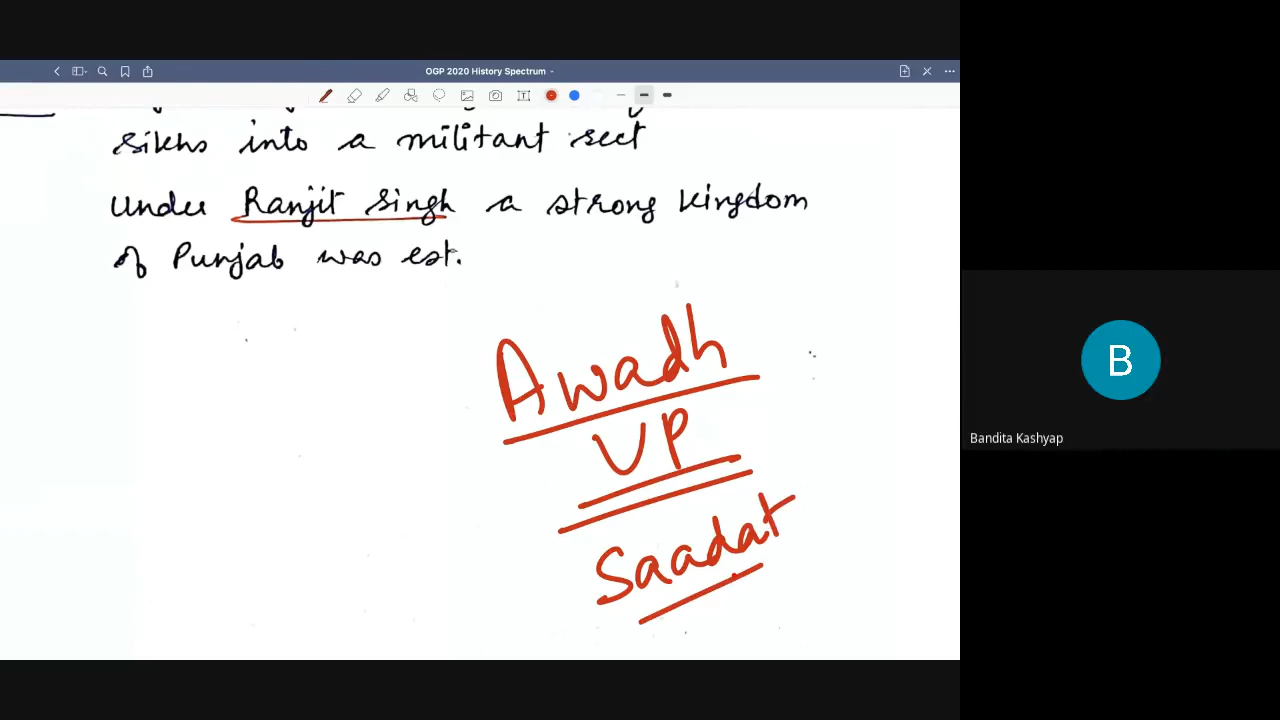 OGP 2020 History Spectrum
sikhs into a militant sect
Under Ranjit Singh a strong kingdom
of Punjab was est.
Awadh
UP
Saadat
B
Bandita Kashyap